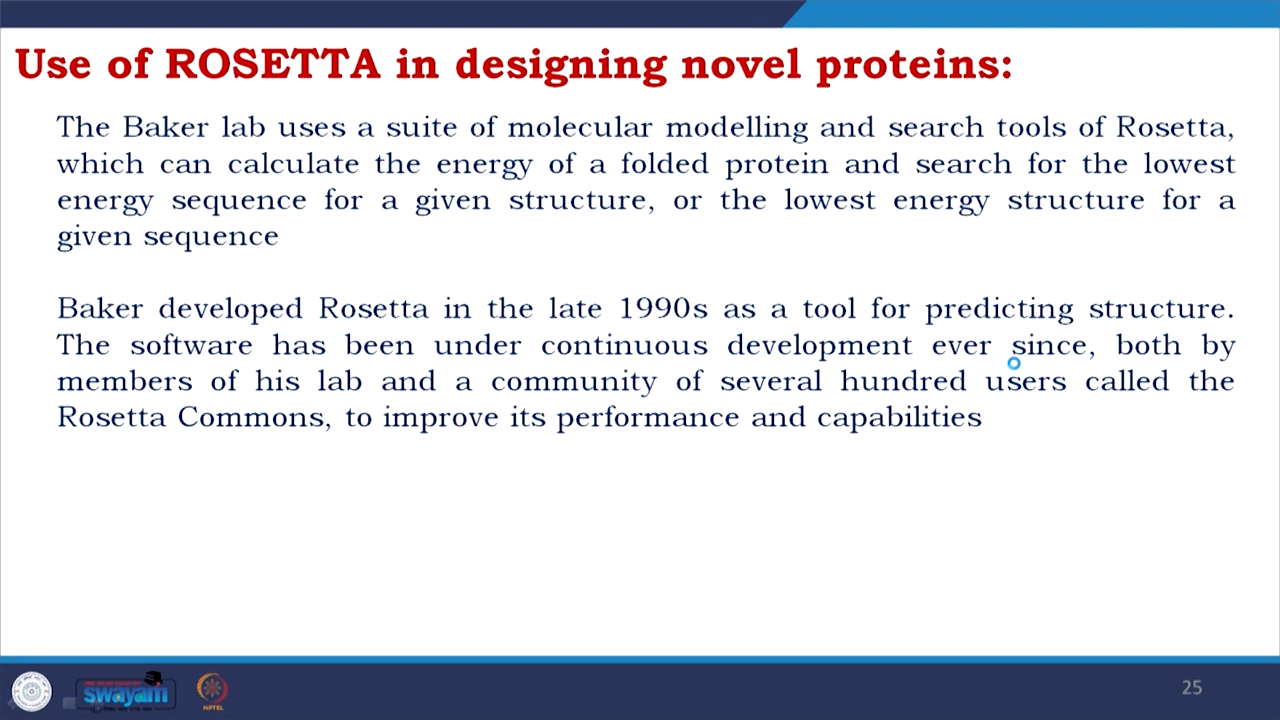 Use of ROSETTA in designing novel proteins:
The Baker lab uses a suite of molecular modelling and search tools of Rosetta,
which can calculate the energy of a folded protein and search for the lowest
energy sequence for a given structure, or the lowest energy structure for a
given sequence
Baker developed Rosetta in the late 1990s as a tool for predicting structure.
The software has been under continuous development ever since, both by
members of his lab and a community of several hundred users called the
Rosetta Commons, to improve its performance and capabilities
swayam
NPTEL
25